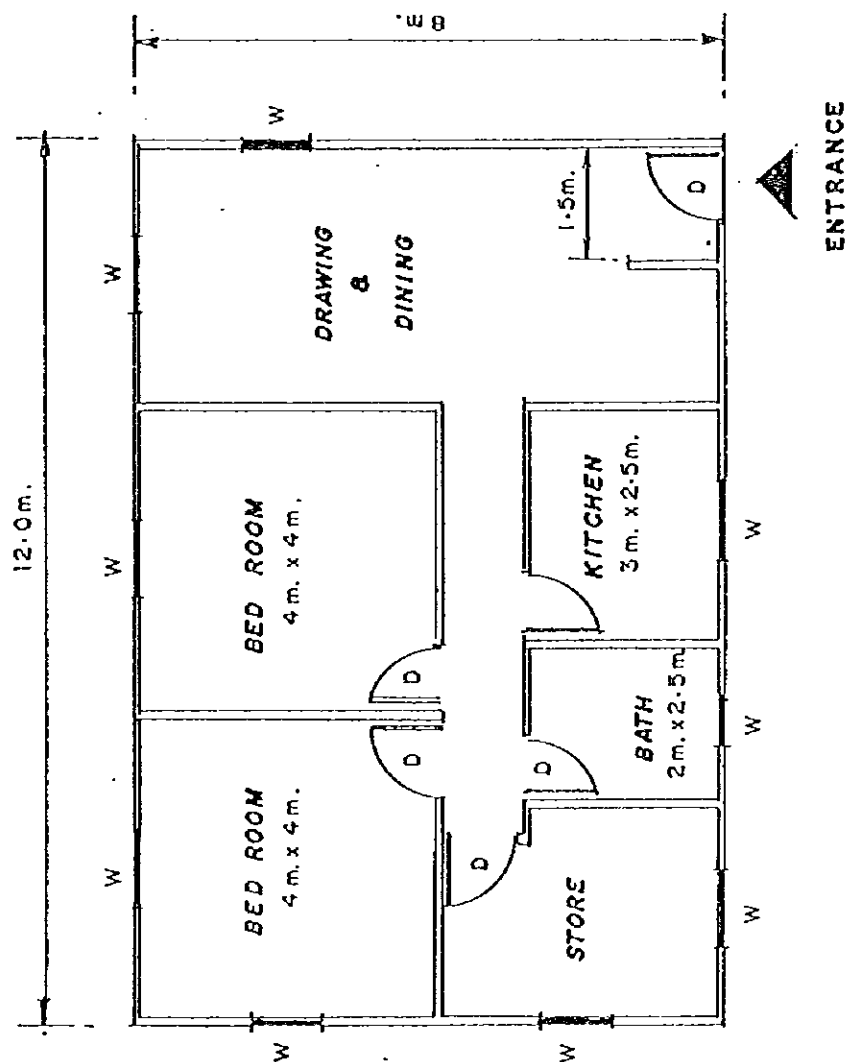 12.0m.
8 m.
W
W
W
W
BED ROOM
4 m. x 4 m.
BED ROOM
4 m. x 4 m.
DRAWING
&
DINING
W
D
D
1.5m.
D
ENTRANCE
D
D
STORE
BATH
2 m. x 2.5 m.
KITCHEN
3 m. x 2.5 m.
W
W
W
W